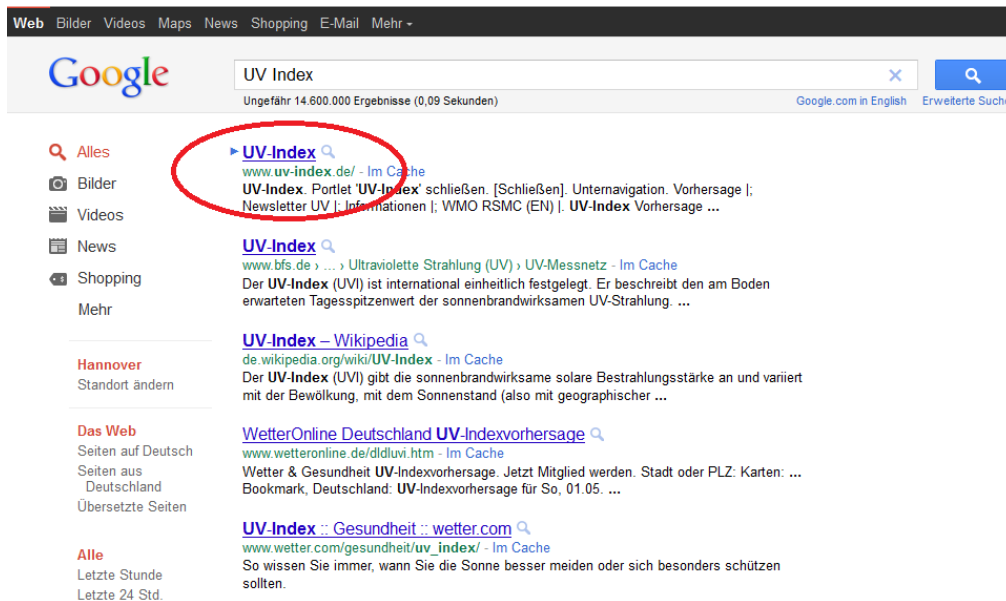 Web Bilder Videos Maps News Shopping E-Mail Mehr
Google
UV Index
Ungefähr 14.600.000 Ergebnisse (0,09 Sekunden)
Google.com in English Erweiterte Suche
Alles
Bilder
Videos
News
Shopping
Mehr
Hannover
Standort ändern
Das Web
Seiten auf Deutsch
Seiten aus
Deutschland
Übersetzte Seiten
Alle
Letzte Stunde
Letzte 24 Std.
UV-Index
www.uv-index.de/ - Im Cache
UV-Index. Portlet 'UV-Index' schließen. [Schließen]. Unternavigation. Vorhersage |;
Newsletter UV |; Informationen |; WMO RSMC (EN) |. UV-Index Vorhersage ...
UV-Index
www.bfs.de › ... › Ultraviolette Strahlung (UV) › UV-Messnetz - Im Cache
Der UV-Index (UVI) ist international einheitlich festgelegt. Er beschreibt den am Boden
erwarteten Tagesspitzenwert der sonnenbrandwirksamen UV-Strahlung. ...
UV-Index – Wikipedia
de.wikipedia.org/wiki/UV-Index - Im Cache
Der UV-Index (UVI) gibt die sonnenbrandwirksame solare Bestrahlungsstärke an und variiert
mit der Bewölkung, mit dem Sonnenstand (also mit geographischer ...
WetterOnline Deutschland UV-Indexvorhersage
www.wetteronline.de/dldluvi.htm - Im Cache
Wetter & Gesundheit UV-Indexvorhersage. Jetzt Mitglied werden. Stadt oder PLZ: Karten: ...
Bookmark, Deutschland: UV-Indexvorhersage für So, 01.05. ...
UV-Index :: Gesundheit :: wetter.com
www.wetter.com/gesundheit/uv_index/ - Im Cache
So wissen Sie immer, wann Sie die Sonne besser meiden oder sich besonders schützen
sollten.